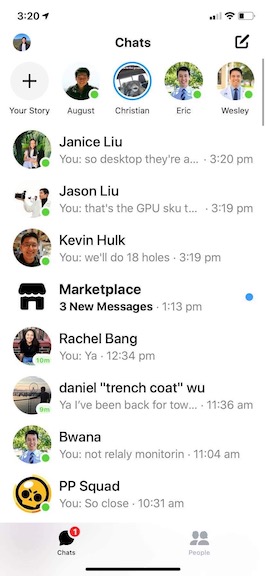 3:20
Chats
Your Story
August
Christian
Eric
Wesley
Janice Liu
You: so desktop they're a... · 3:20 pm
Jason Liu
You: that's the GPU sku t... · 3:19 pm
Kevin Hulk
You: we'll do 18 holes · 3:19 pm
Marketplace
3 New Messages · 1:13 pm
Rachel Bang
You: Ya · 12:34 pm
10m
daniel "trench coat" wu
Ya I've been back for tow... · 11:36 am
9m
Bwana
You: not relaly monitorin · 11:04 am
PP Squad
You: So close · 10:31 am
1
Chats
People